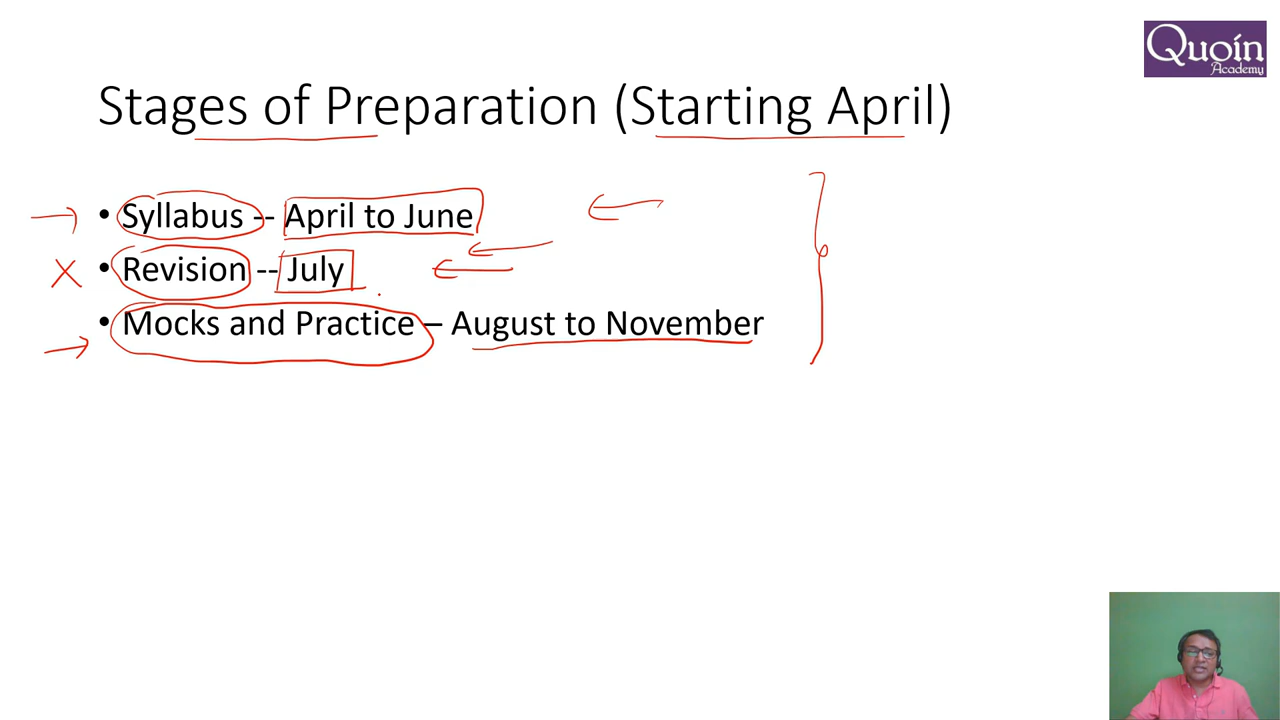 Quoin
Academy
Stages of Preparation (Starting April)
• Syllabus -- April to June
X • Revision -- July
• Mocks and Practice – August to November